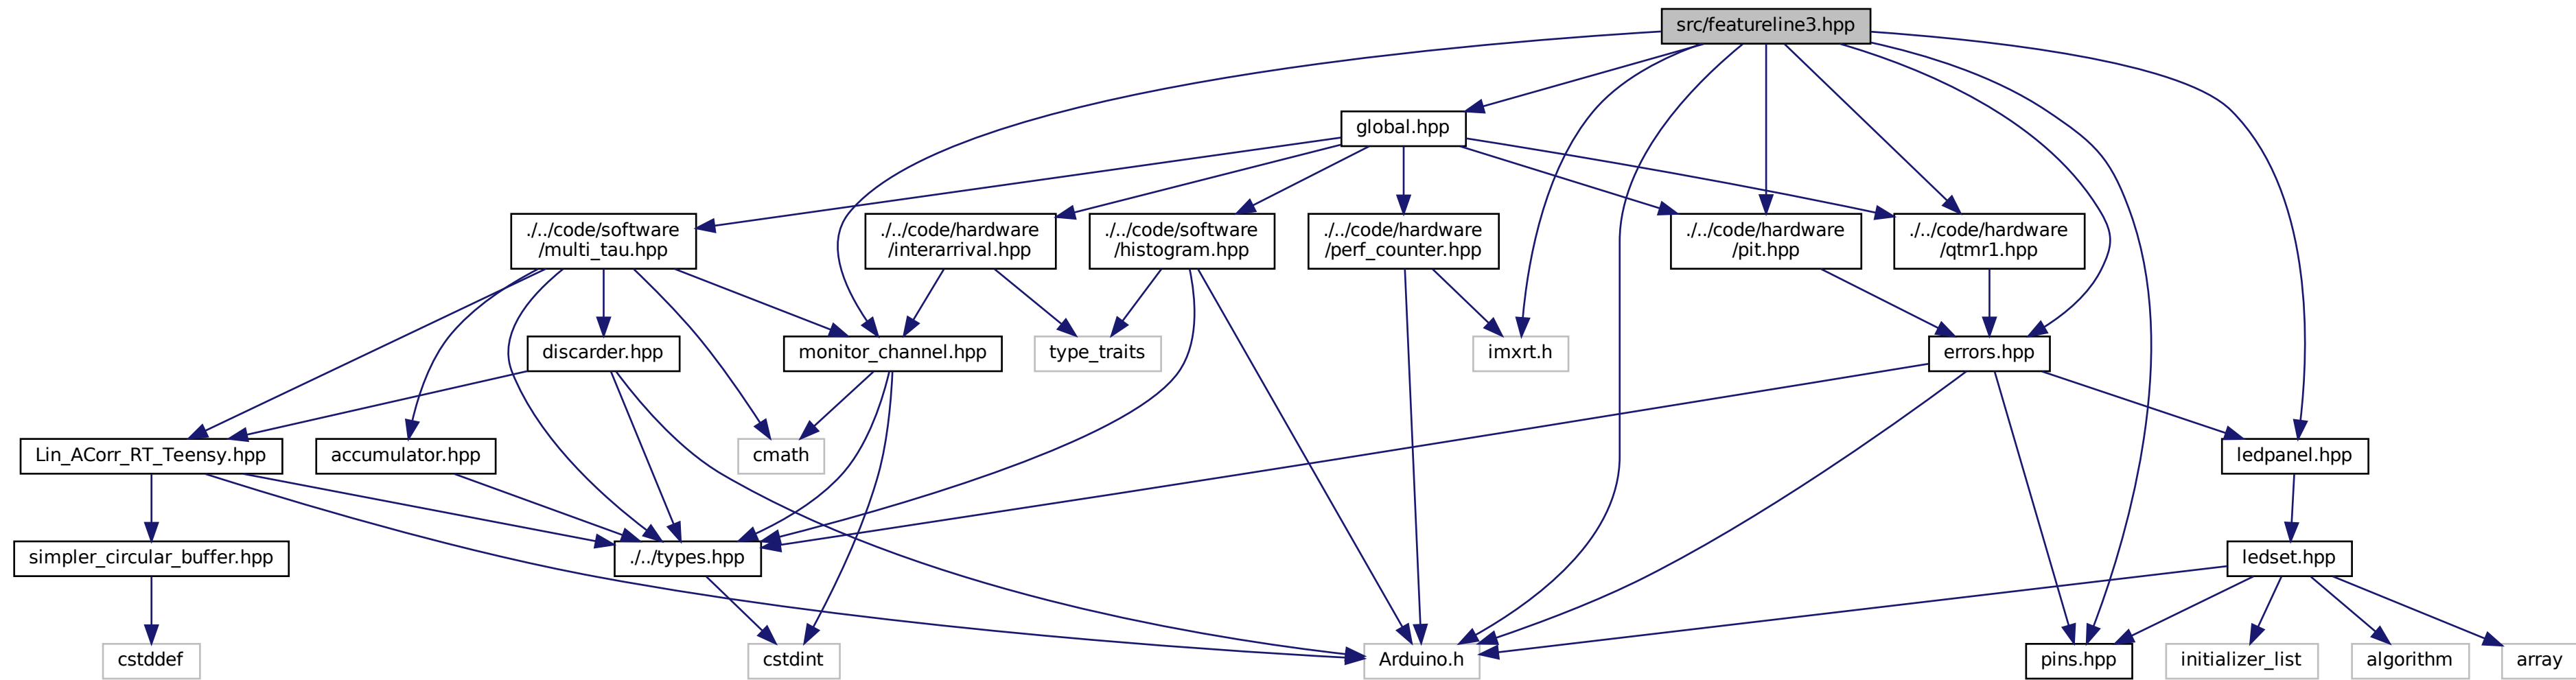 src/featureline3.hpp
global.hpp
./../code/software
/multi_tau.hpp
./../code/hardware
/interarrival.hpp
./../code/software
/histogram.hpp
./../code/hardware
/perf_counter.hpp
./../code/hardware
/pit.hpp
./../code/hardware
/qtmr1.hpp
discarder.hpp
monitor_channel.hpp
type_traits
imxrt.h
errors.hpp
Lin_ACorr_RT_Teensy.hpp
accumulator.hpp
cmath
ledpanel.hpp
simpler_circular_buffer.hpp
./../types.hpp
ledset.hpp
cstddef
cstdint
Arduino.h
pins.hpp
initializer_list
algorithm
array